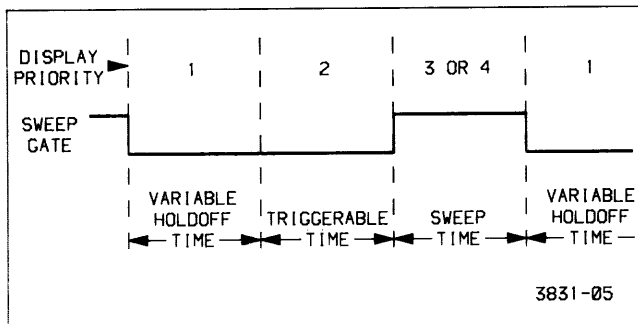 DISPLAY PRIORITY 1 2 3 OR 4 1
SWEEP GATE
VARIABLE HOLDOFF TIME TRIGGERABLE TIME SWEEP TIME VARIABLE HOLDOFF TIME
3831-05